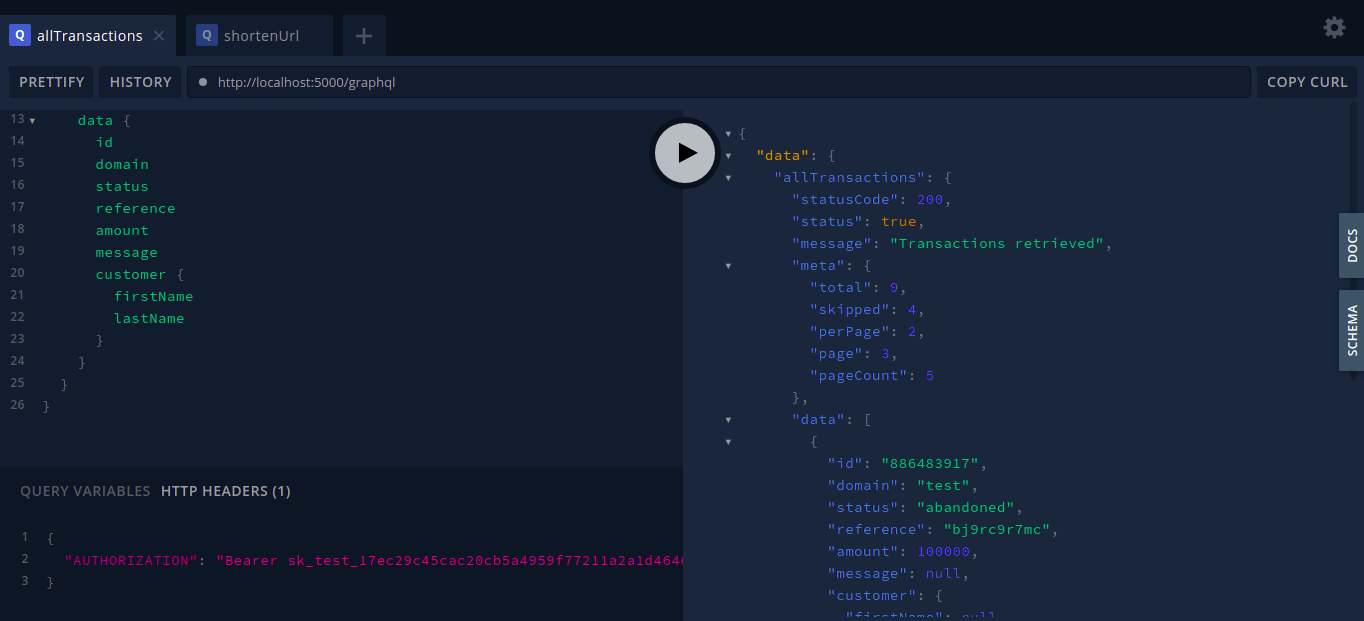 Q allTransactions ×
Q shortenUrl
+
PRETTIFY
HISTORY
http://localhost:5000/graphql
COPY CURL
13 data {
14 id
15 domain
16 status
17 reference
18 amount
19 message
20 customer {
21 firstName
22 lastName
23 }
24 }
25 }
26 }
QUERY VARIABLES HTTP HEADERS (1)
1 {
2 "AUTHORIZATION": "Bearer sk_test_17ec29c45cac20cb5a4959f77211a2a1d464
3 }
{
"data": {
"allTransactions": {
"statusCode": 200,
"status": true,
"message": "Transactions retrieved",
"meta": {
"total": 9,
"skipped": 4,
"perPage": 2,
"page": 3,
"pageCount": 5
},
"data": [
{
"id": "886483917",
"domain": "test",
"status": "abandoned",
"reference": "bj9rc9r7mc",
"amount": 100000,
"message": null,
"customer": {
"firstName": null
DOCS
SCHEMA